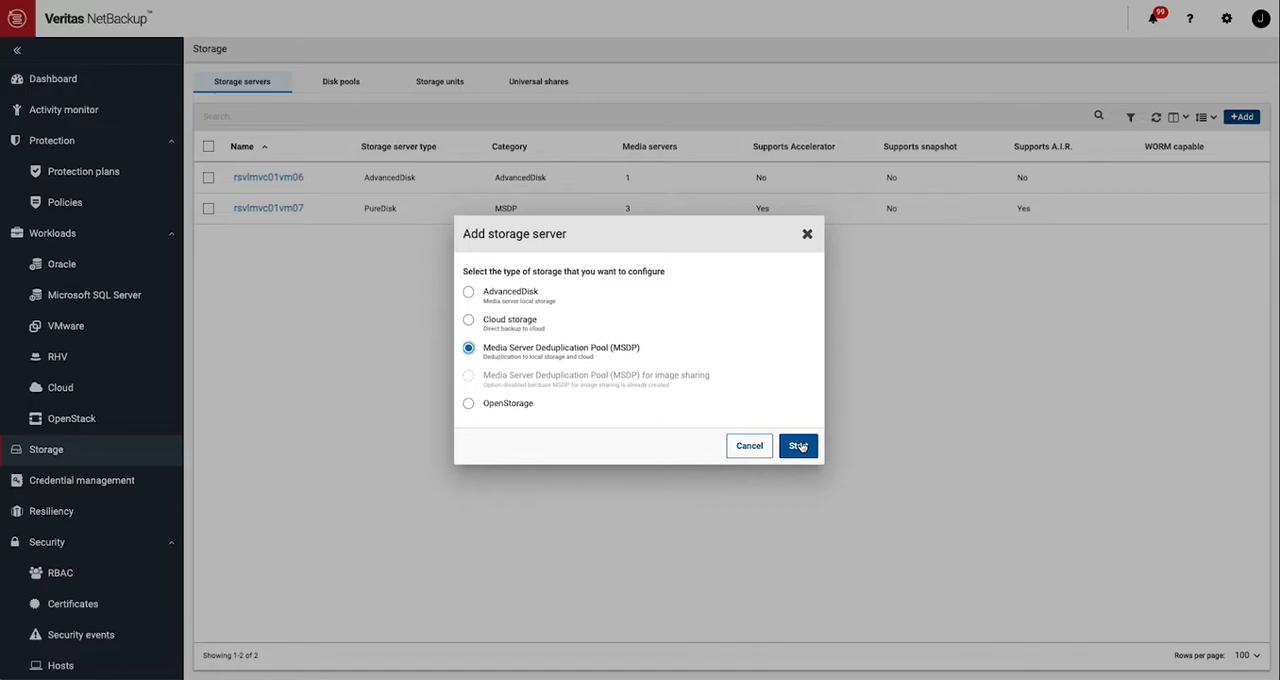 Veritas NetBackup™
99
?
J
Dashboard
Activity monitor
Protection
Protection plans
Policies
Workloads
Oracle
Microsoft SQL Server
VMware
RHV
Cloud
OpenStack
Storage
Credential management
Resiliency
Security
RBAC
Certificates
Security events
Hosts
Storage
Storage servers Disk pools Storage units Universal shares
Search.
+Add
Name Storage server type Category Media servers Supports Accelerator Supports snapshot Supports A.I.R. WORM capable
rsvlmvc01vm06 AdvancedDisk AdvancedDisk 1 No No No
rsvlmvc01vm07 PureDisk MSDP 3 Yes No Yes
Add storage server
Select the type of storage that you want to configure
AdvancedDisk
Media server local storage
Cloud storage
Direct backup to cloud
Media Server Deduplication Pool (MSDP)
Deduplication to local storage and cloud
Media Server Deduplication Pool (MSDP) for image sharing
Option disabled because MSDP for image sharing is already created
OpenStorage
Cancel
Showing 1-2 of 2
Rows per page: 100